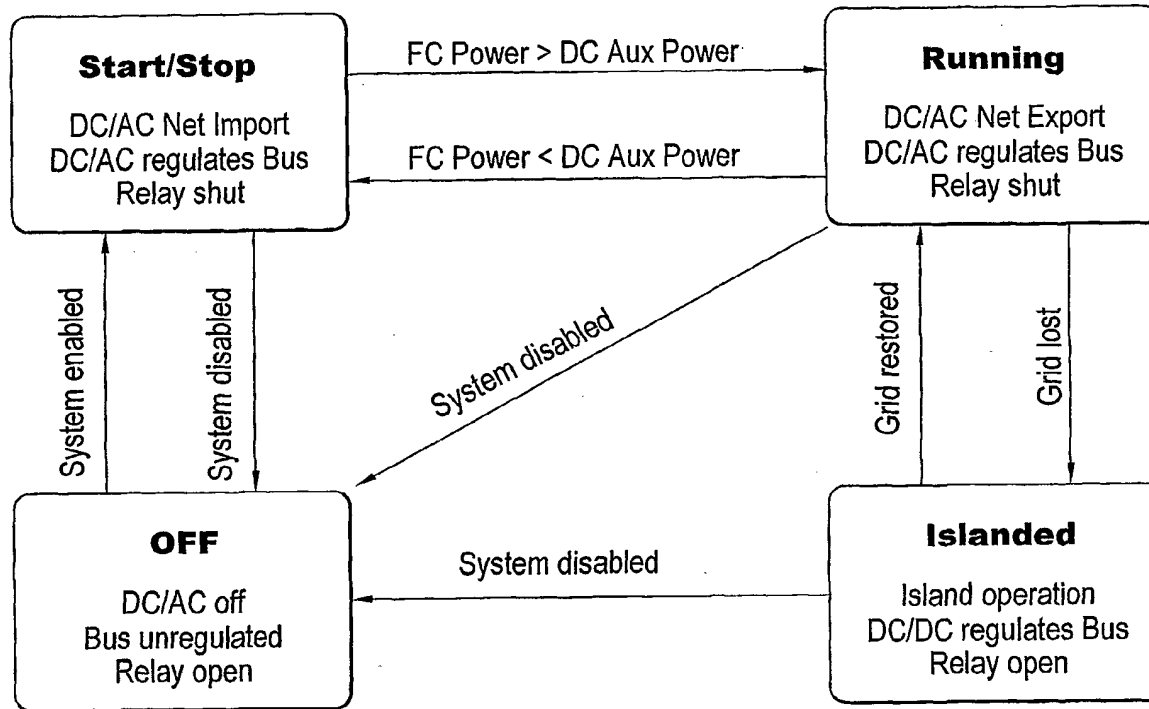 Start/Stop
DC/AC Net Import
DC/AC regulates Bus
Relay shut
FC Power > DC Aux Power
FC Power < DC Aux Power
Running
DC/AC Net Export
DC/AC regulates Bus
Relay shut
System enabled
System disabled
System disabled
Grid restored
Grid lost
OFF
DC/AC off
Bus unregulated
Relay open
System disabled
Islanded
Island operation
DC/DC regulates Bus
Relay open